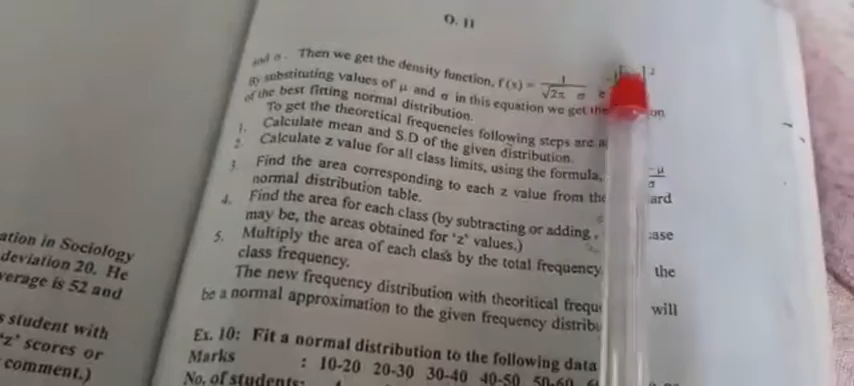 O. 11
and σ. Then we get the density function, f (x) = 1 / √2π σ e
By substituting values of μ and σ in this equation we get the on
of the best fitting normal distribution.
To get the theoretical frequencies following steps are
1. Calculate mean and S.D of the given distribution.
2. Calculate z value for all class limits, using the formula,
3. Find the area corresponding to each z value from the ard
normal distribution table.
4. Find the area for each class (by subtracting or adding, ase
may be, the areas obtained for 'z' values.)
5. Multiply the area of each class by the total frequency the
class frequency.
The new frequency distribution with theoritical frequ will
be a normal approximation to the given frequency distribu
Ex. 10: Fit a normal distribution to the following data
Marks : 10-20 20-30 30-40 40-50 50-60
No. of students:
ation in Sociology
deviation 20. He
verage is 52 and
s student with
'z' scores or
comment.)